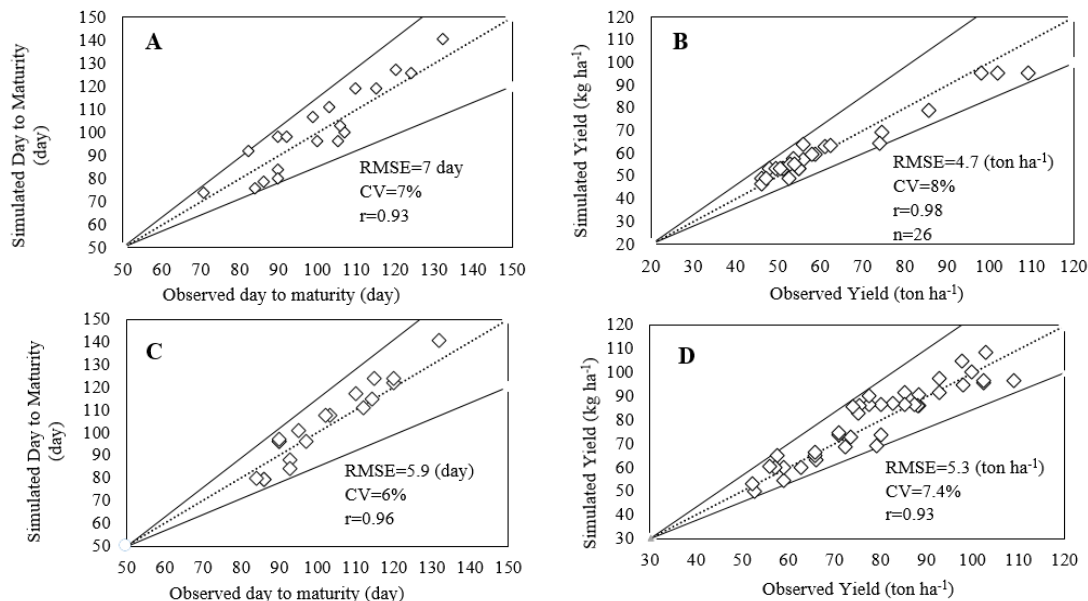 A
150
140
130
120
110
100
90
80
70
60
50
Simulated Day to Maturity
(day)
RMSE=7 day
CV=7%
r=0.93
50 60 70 80 90 100 110 120 130 140 150
Observed day to maturity (day)
B
120
110
100
90
80
70
60
50
40
30
20
Simulated Yield (kg ha-1)
RMSE=4.7 (ton ha-1)
CV=8%
r=0.98
n=26
20 30 40 50 60 70 80 90 100 110 120
Observed Yield (ton ha-1)
C
150
140
130
120
110
100
90
80
70
60
50
Simulated Day to Maturity
(day)
RMSE=5.9 (day)
CV=6%
r=0.96
50 60 70 80 90 100 110 120 130 140 150
Observed day to maturity (day)
D
120
110
100
90
80
70
60
50
40
30
Simulated Yield (kg ha-1)
RMSE=5.3 (ton ha-1)
CV=7.4%
r=0.93
30 40 50 60 70 80 90 100 110 120
Observed Yield (ton ha-1)